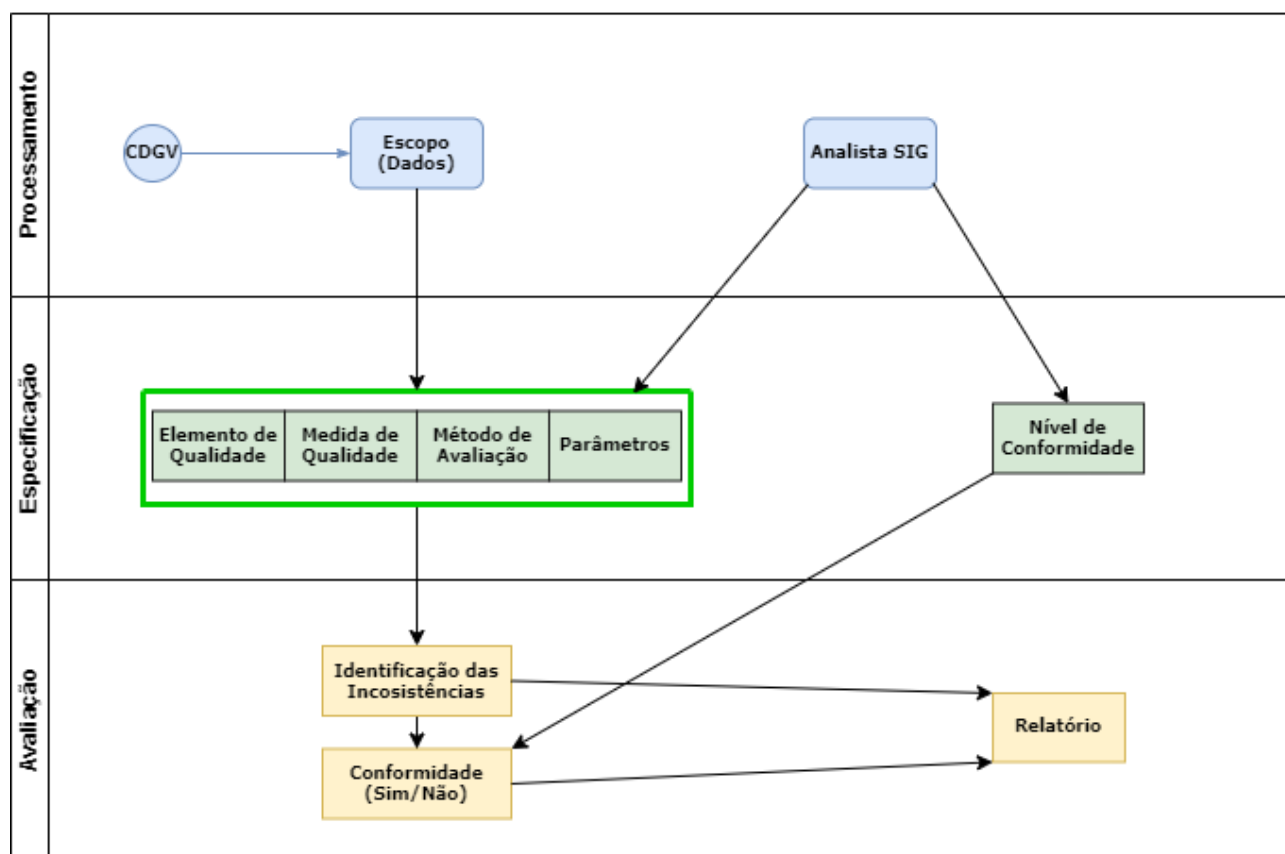 Processamento
CDGV
Escopo
(Dados)
Analista SIG
Especificação
Elemento de
Qualidade
Medida de
Qualidade
Método de
Avaliação
Parâmetros
Nível de
Conformidade
Avaliação
Identificação das
Incosistências
Relatório
Conformidade
(Sim/Não)